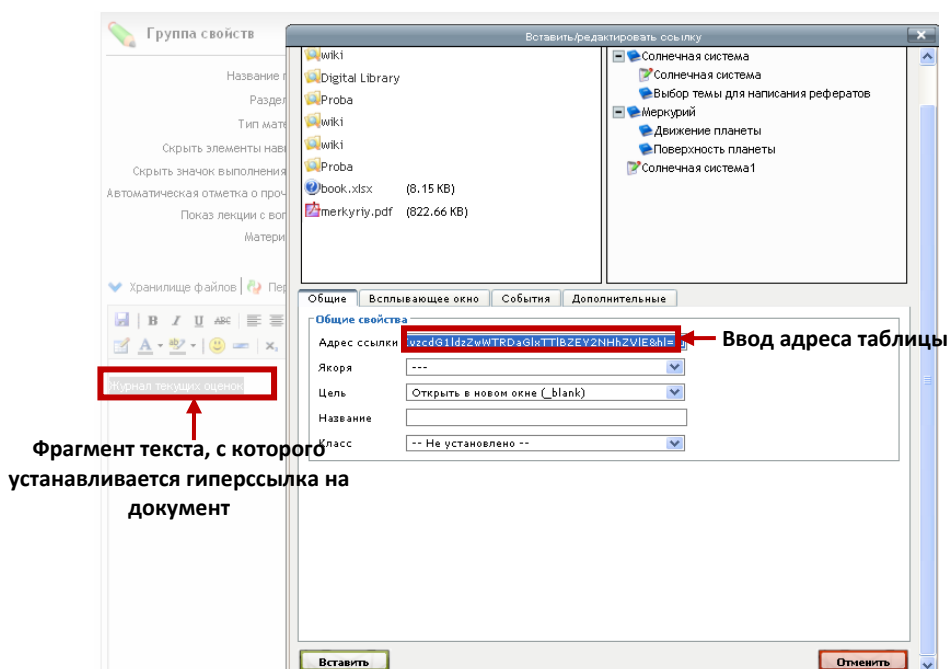 Группа свойств
Вставить/редактировать ссылку
Название
Раздел
Тип мате
Скрыть элементы нав
Скрыть значок выполнения
Автоматическая отметка о проч
Показ лекции с воп
Матери
Хранилище файлов
Пер
wiki
Digital Library
Proba
wiki
wiki
Proba
book.xlsx (8.15 KB)
merkyriy.pdf (822.66 KB)
Солнечная система
Солнечная система
Выбор темы для написания рефератов
Меркурий
Движение планеты
Поверхность планеты
Солнечная система1
Общие
Всплывающее окно
События
Дополнительные
Общие свойства
Адрес ссылки
Якоря ---
Цель Открыть в новом окне (_blank)
Название
Класс -- Не установлено --
Ввод адреса таблицы
B I U ABC
Журнал текущих оценок
Фрагмент текста, с которого
устанавливается гиперссылка на
документ
Вставить
Отменить